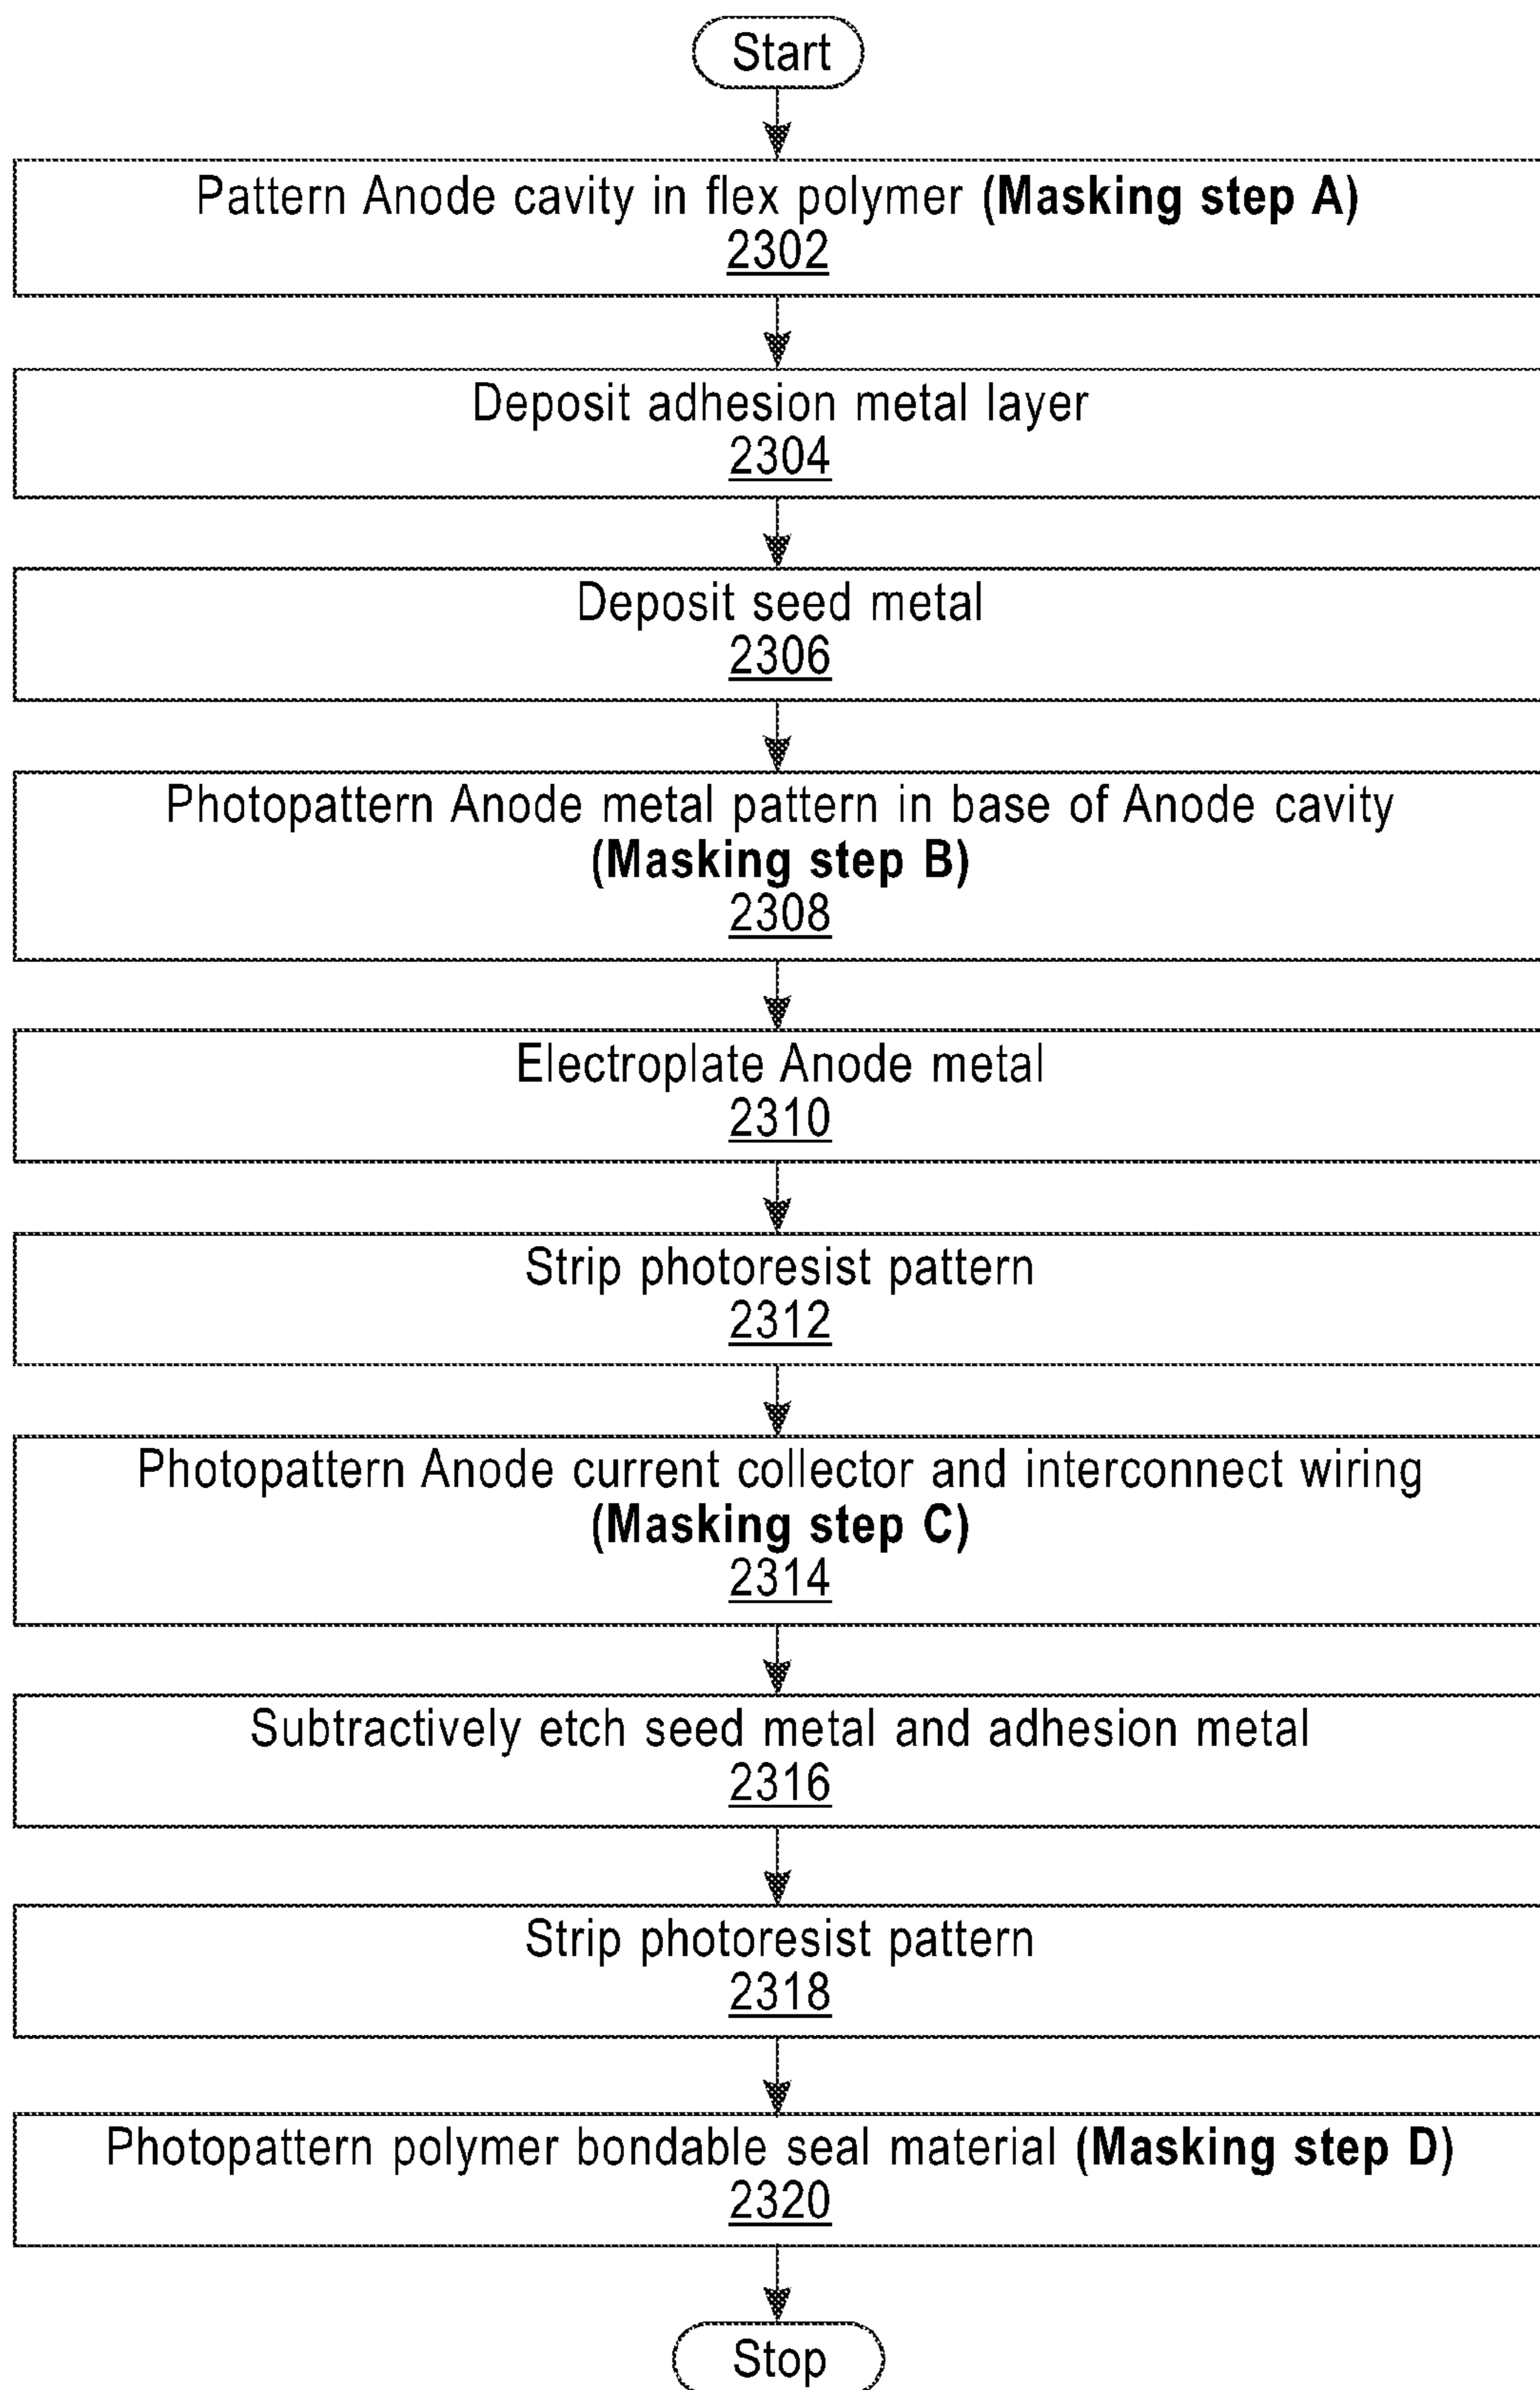 Start
Pattern Anode cavity in flex polymer (Masking step A)
2302
Deposit adhesion metal layer
2304
Deposit seed metal
2306
Photopattern Anode metal pattern in base of Anode cavity
(Masking step B)
2308
Electroplate Anode metal
2310
Strip photoresist pattern
2312
Photopattern Anode current collector and interconnect wiring
(Masking step C)
2314
Subtractively etch seed metal and adhesion metal
2316
Strip photoresist pattern
2318
Photopattern polymer bondable seal material (Masking step D)
2320
Stop